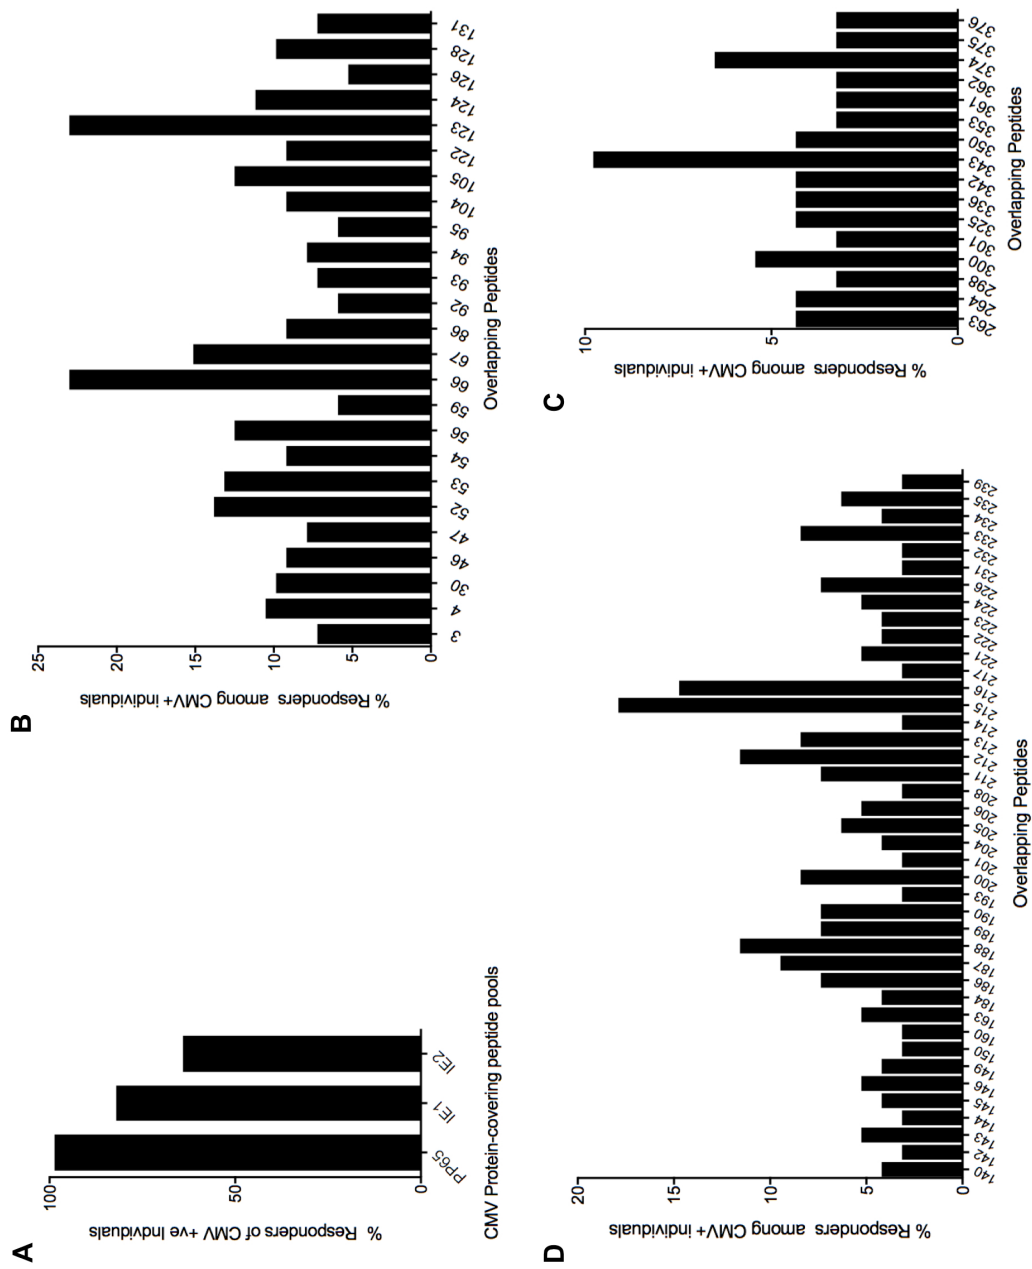 A
% Responders of CMV +ve Individuals
100
50
0
PP65 IE1 IE2
CMV Protein-covering peptide pools
B
% Responders among CMV+ individuals
25
20
15
10
5
0
3 4 30 46 47 52 53 54 56 59 66 67 86 92 93 94 95 104 105 122 123 124 126 128 131
Overlapping Peptides
D
% Responders among CMV+ individuals
20
15
10
5
0
140 142 143 144 145 146 149 150 160 163 184 186 187 188 189 190 193 200 201 204 205 206 208 211 212 213 214 215 216 217 221 222 223 224 226 231 232 233 234 235 239
Overlapping Peptides
C
% Responders among CMV+ individuals
10
5
0
263 264 298 300 301 325 336 342 343 350 353 361 362 374 375 376
Overlapping Peptides